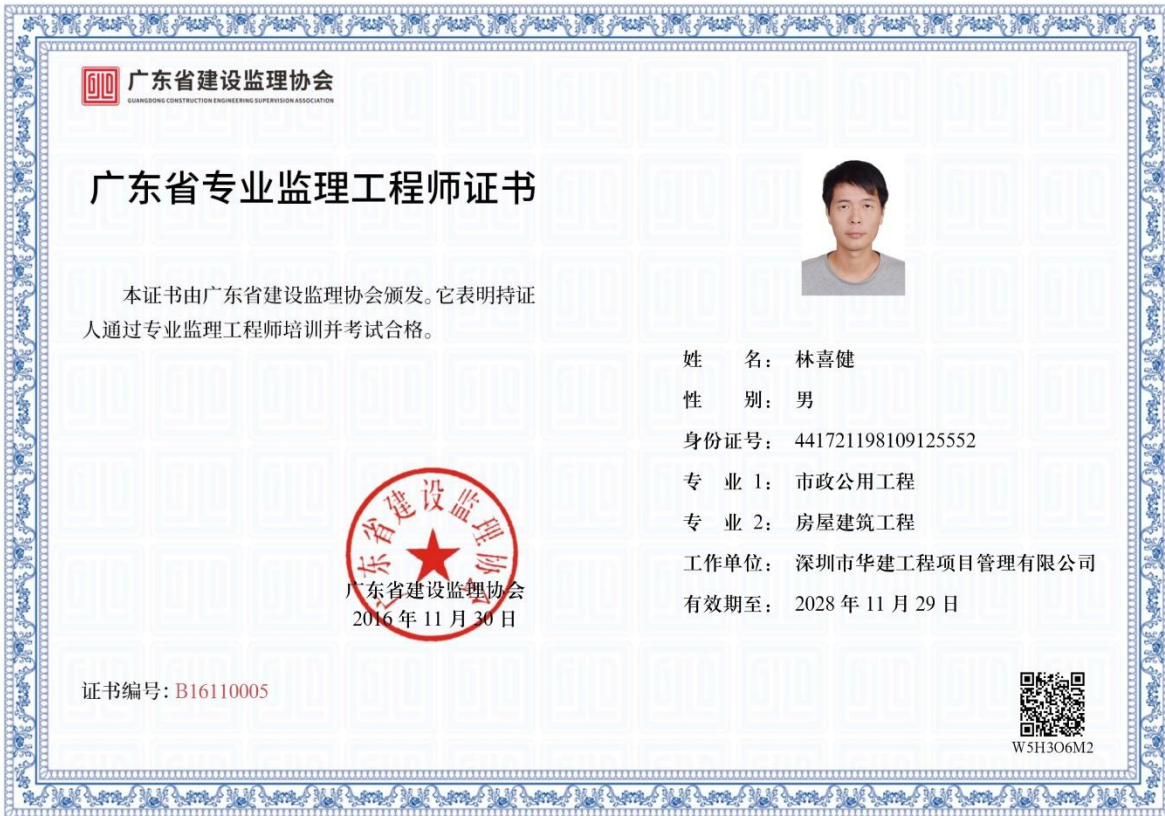 广东省建设监理协会
GUANGDONG CONSTRUCTION ENGINEERING SUPERVISION ASSOCIATION
广东省专业监理工程师证书
本证书由广东省建设监理协会颁发。它表明持证
人通过专业监理工程师培训并考试合格。
姓 名： 林喜健
性 别： 男
身份证号： 441721198109125552
专 业 1： 市政公用工程
专 业 2： 房屋建筑工程
工作单位： 深圳市华建工程项目管理有限公司
有效期至： 2028 年 11 月 29 日
广东省建设监理协会
广东省建设监理协会
2016 年 11 月 30 日
证书编号：B16110005
W5H3O6M2